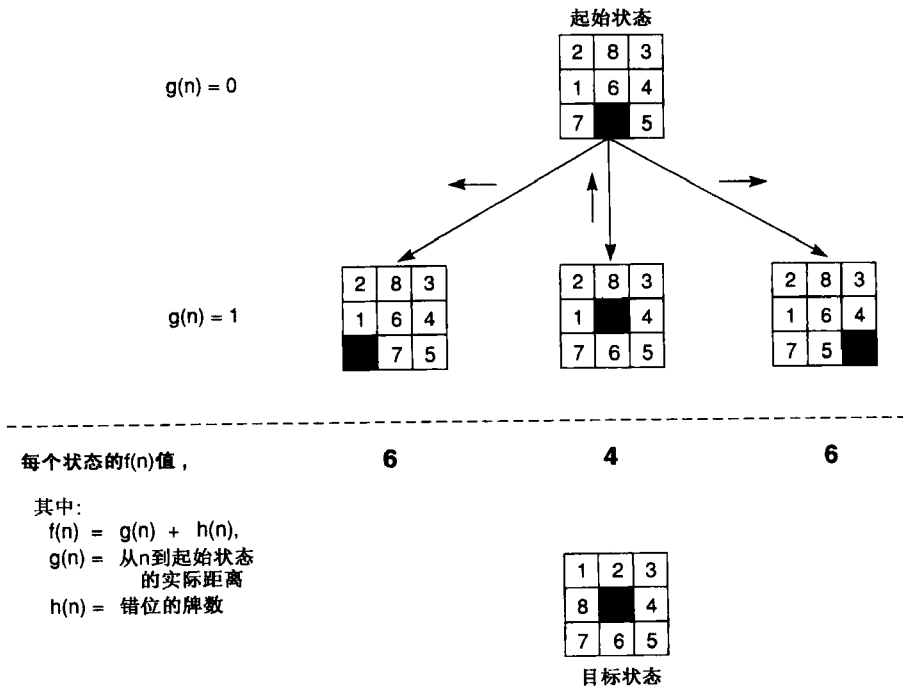 起始状态
2 8 3
g(n) = 0
1 6 4
7 5
2 8 3
2 8 3
2 8 3
g(n) = 1
1 6 4
1 4
1 6 4
7 5
7 6 5
7 5
每个状态的f(n)值，
6
4
6
其中:
f(n) = g(n) + h(n),
g(n) = 从n到起始状态
的实际距离
h(n) = 错位的牌数
1 2 3
8 4
7 6 5
目标状态